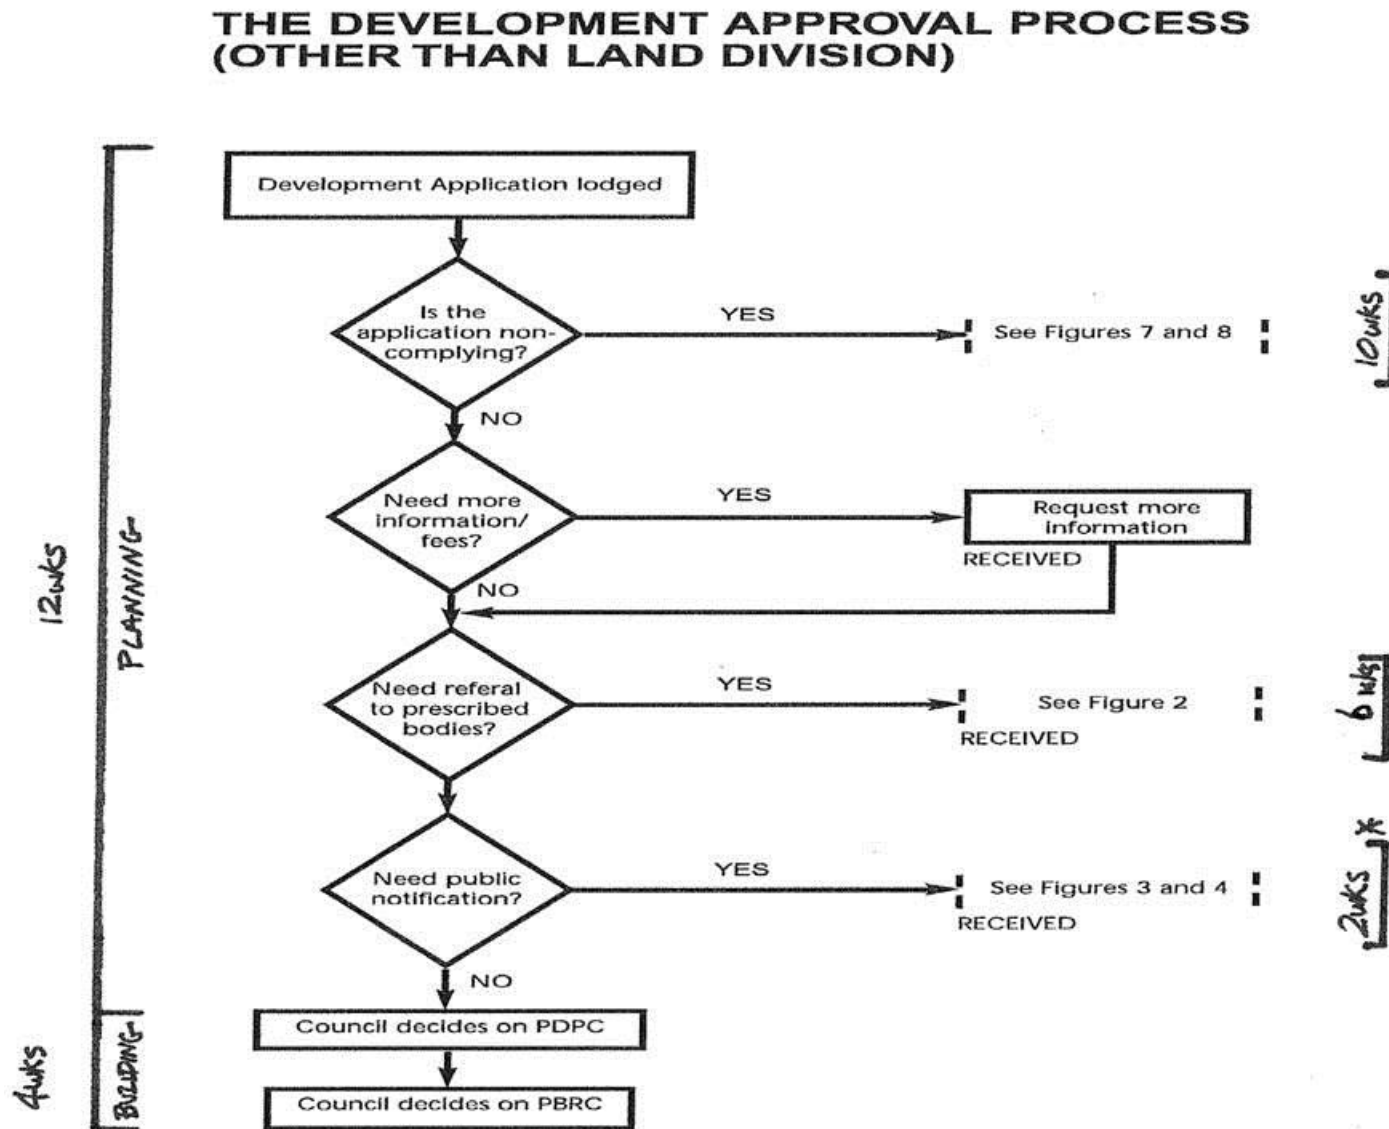 THE DEVELOPMENT APPROVAL PROCESS
(OTHER THAN LAND DIVISION)
Development Application lodged
Is the
application non-
complying?
YES
See Figures 7 and 8
10wks
NO
Need more
information/
fees?
YES
Request more
information
RECEIVED
NO
12wks
PLANNING
Need referal
to prescribed
bodies?
YES
See Figure 2
RECEIVED
6 wks
Need public
notification?
YES
See Figures 3 and 4
RECEIVED
2wks *
NO
Council decides on PDPC
4wks
BUILDING
Council decides on PBRC